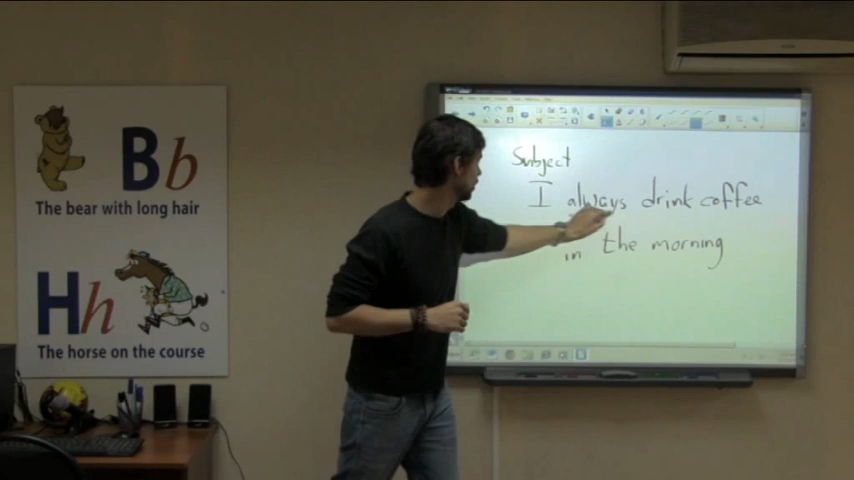 Bb
The bear with long hair
Hh
The horse on the course
Subject
I always drink coffee
in the morning